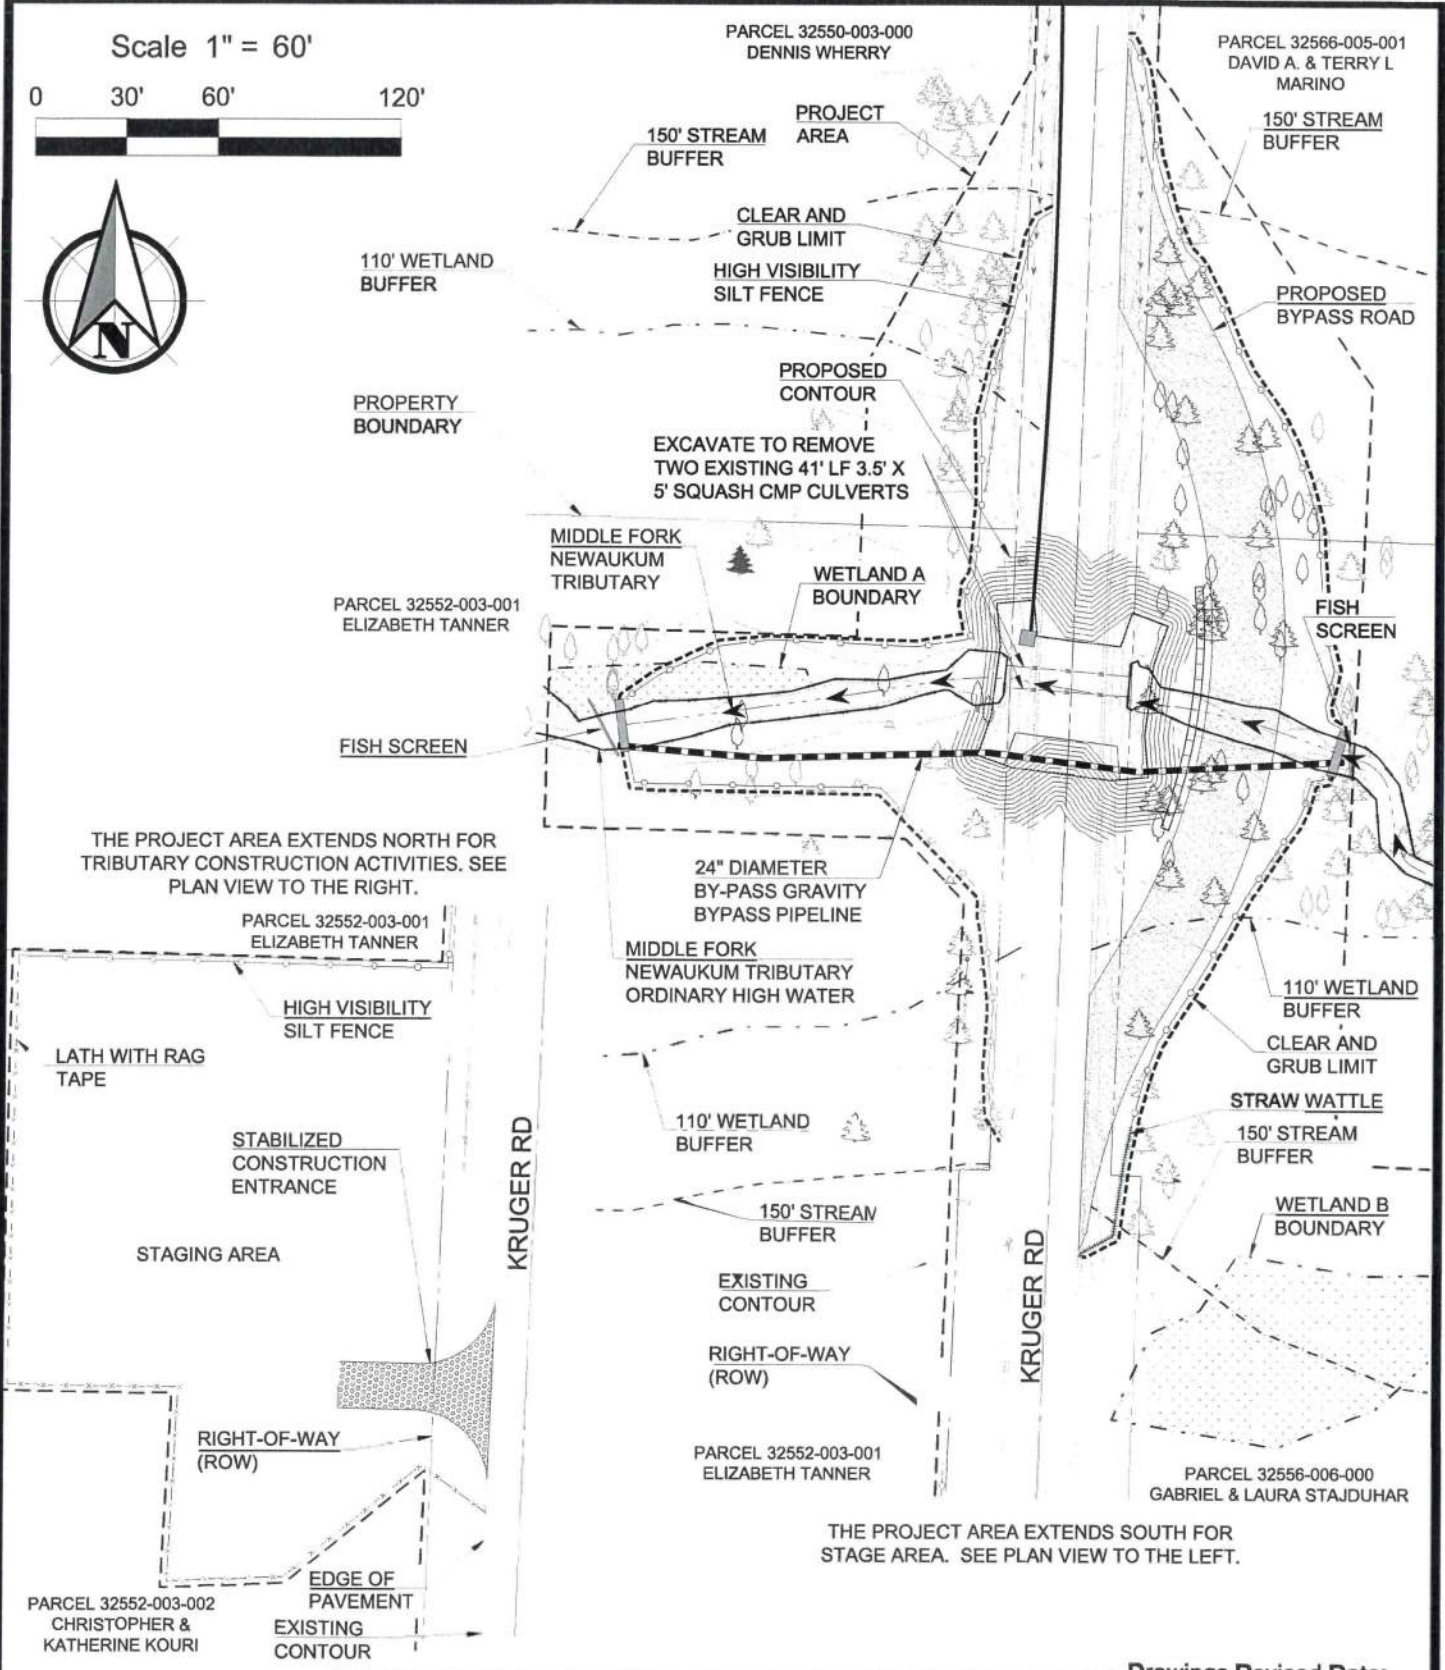 Scale 1" = 60'
0 30' 60' 120'
N
PARCEL 32550-003-000
DENNIS WHERRY
PARCEL 32566-005-001
DAVID A. & TERRY L
MARINO
PROJECT
AREA
150' STREAM
BUFFER
150' STREAM
BUFFER
CLEAR AND
GRUB LIMIT
110' WETLAND
BUFFER
HIGH VISIBILITY
SILT FENCE
PROPOSED
BYPASS ROAD
PROPOSED
CONTOUR
PROPERTY
BOUNDARY
EXCAVATE TO REMOVE
TWO EXISTING 41' LF 3.5' X
5' SQUASH CMP CULVERTS
MIDDLE FORK
NEWAUKUM
TRIBUTARY
WETLAND A
BOUNDARY
PARCEL 32552-003-001
ELIZABETH TANNER
FISH
SCREEN
FISH SCREEN
THE PROJECT AREA EXTENDS NORTH FOR
TRIBUTARY CONSTRUCTION ACTIVITIES. SEE
PLAN VIEW TO THE RIGHT.
24" DIAMETER
BY-PASS GRAVITY
BYPASS PIPELINE
PARCEL 32552-003-001
ELIZABETH TANNER
MIDDLE FORK
NEWAUKUM TRIBUTARY
ORDINARY HIGH WATER
110' WETLAND
BUFFER
HIGH VISIBILITY
SILT FENCE
CLEAR AND
GRUB LIMIT
LATH WITH RAG
TAPE
STRAW WATTLE
110' WETLAND
BUFFER
150' STREAM
BUFFER
STABILIZED
CONSTRUCTION
ENTRANCE
KRUGER RD
150' STREAM
BUFFER
WETLAND B
BOUNDARY
STAGING AREA
EXISTING
CONTOUR
KRUGER RD
RIGHT-OF-WAY
(ROW)
RIGHT-OF-WAY
(ROW)
PARCEL 32552-003-001
ELIZABETH TANNER
PARCEL 32556-006-000
GABRIEL & LAURA STAJDUHAR
THE PROJECT AREA EXTENDS SOUTH FOR
STAGE AREA. SEE PLAN VIEW TO THE LEFT.
EDGE OF
PAVEMENT
PARCEL 32552-003-002
CHRISTOPHER &
KATHERINE KOURI
EXISTING
CONTOUR
Drawings Revised Date: